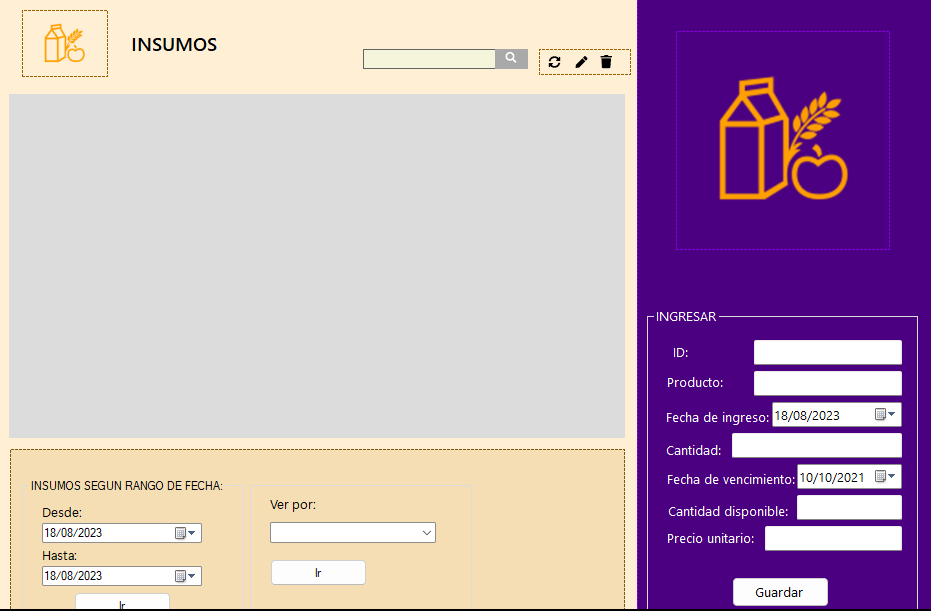 INSUMOS
INSUMOS SEGUN RANGO DE FECHA:
Desde:
18/08/2023
Hasta:
18/08/2023
Ir
Ver por:
Ir
INGRESAR
ID:
Producto:
Fecha de ingreso: 18/08/2023
Cantidad:
Fecha de vencimiento: 10/10/2021
Cantidad disponible:
Precio unitario:
Guardar